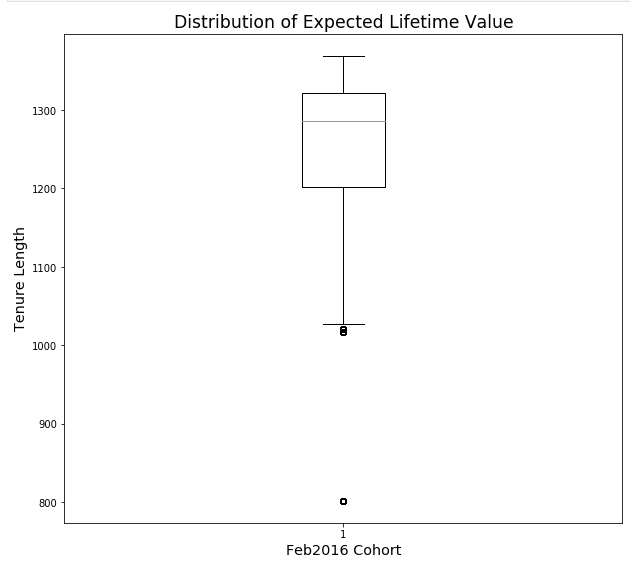 Distribution of Expected Lifetime Value
1300
1200
1100
1000
900
800
Tenure Length
1
Feb2016 Cohort